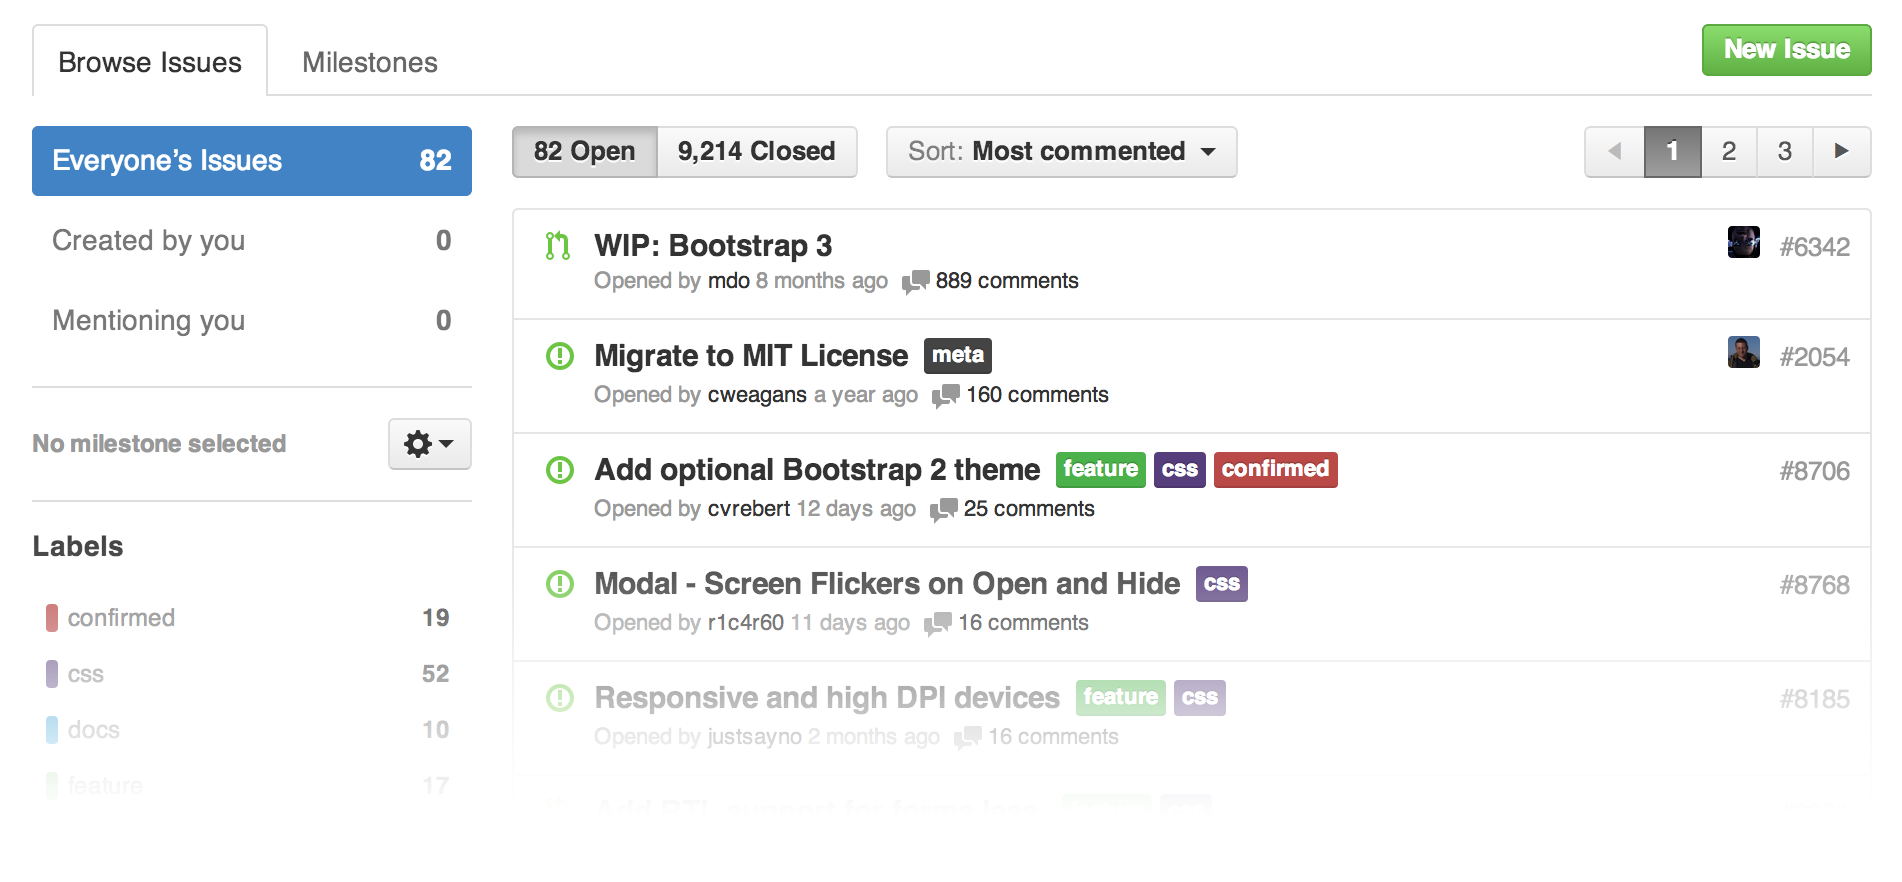 Browse Issues
Milestones
New Issue
Everyone’s Issues 82
Created by you 0
Mentioning you 0
No milestone selected
Labels
confirmed 19
css 52
docs 10
feature 17
82 Open 9,214 Closed
Sort: Most commented
1 2 3
WIP: Bootstrap 3 #6342
Opened by mdo 8 months ago 889 comments
Migrate to MIT License meta #2054
Opened by cweagans a year ago 160 comments
Add optional Bootstrap 2 theme feature css confirmed #8706
Opened by cvrebert 12 days ago 25 comments
Modal - Screen Flickers on Open and Hide css #8768
Opened by r1c4r60 11 days ago 16 comments
Responsive and high DPI devices feature css #8185
Opened by justsayno 2 months ago 16 comments
Add RTL support for